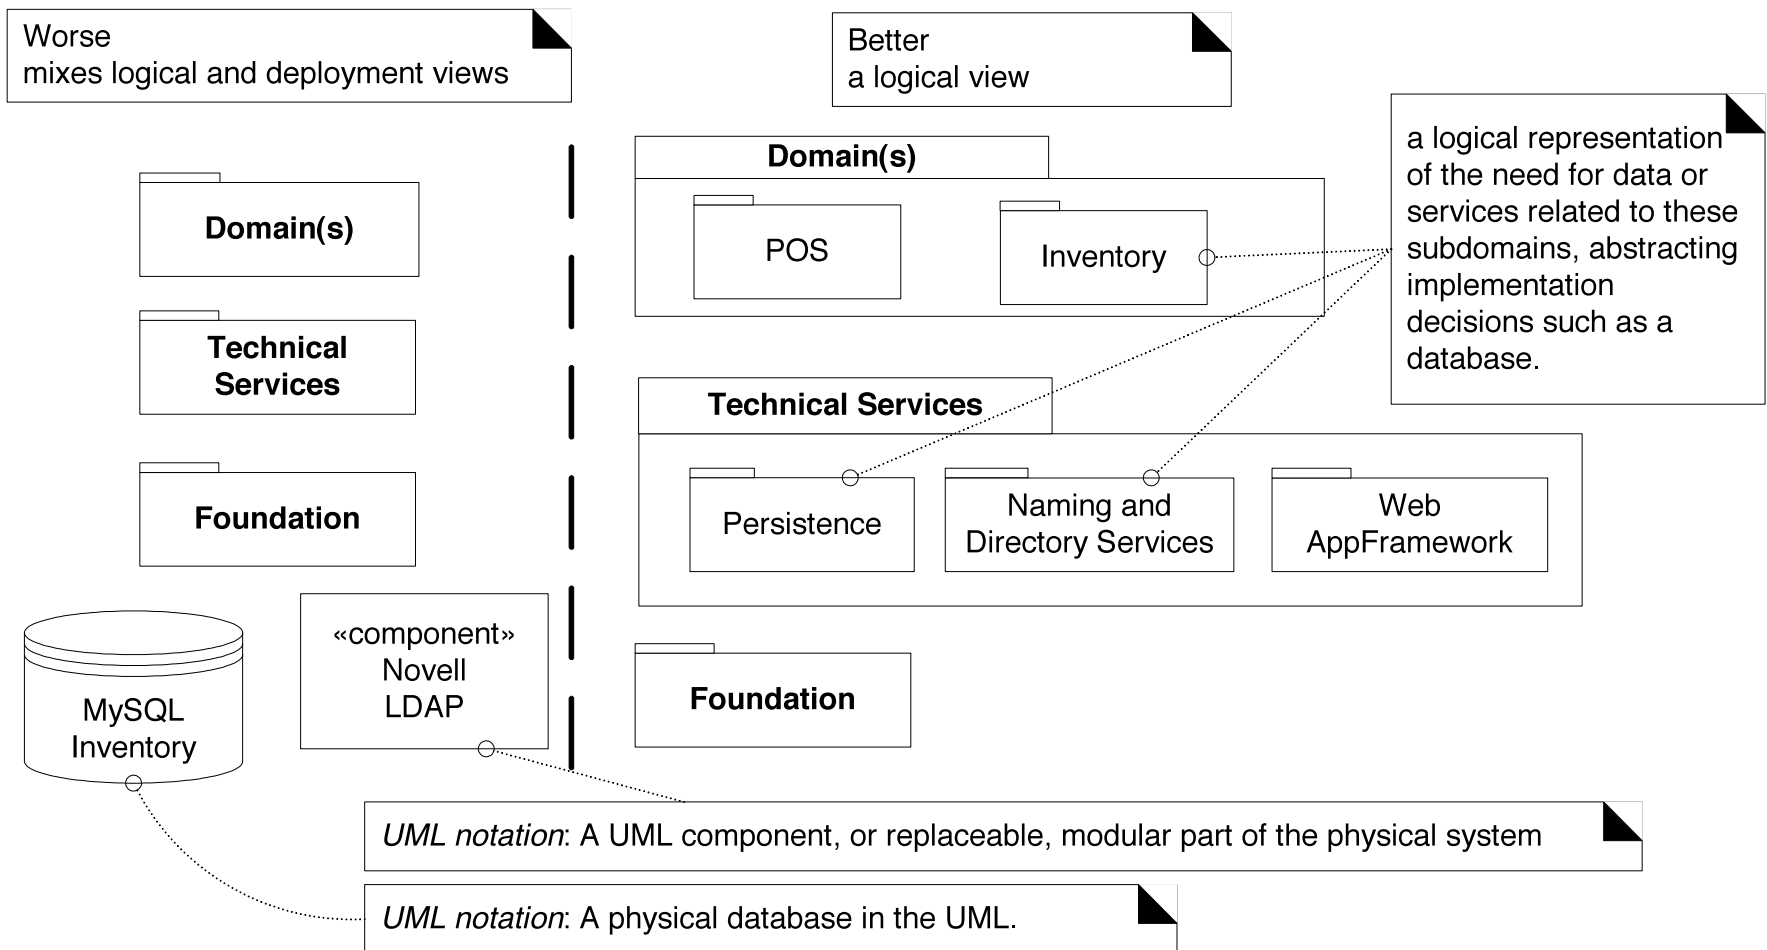 Worse
mixes logical and deployment views
Better
a logical view
a logical representation
of the need for data or
services related to these
subdomains, abstracting
implementation
decisions such as a
database.
Domain(s)
Technical
Services
Foundation
MySQL
Inventory
«component»
Novell
LDAP
Domain(s)
POS
Inventory
Technical Services
Persistence
Naming and
Directory Services
Web
AppFramework
Foundation
UML notation: A UML component, or replaceable, modular part of the physical system
UML notation: A physical database in the UML.